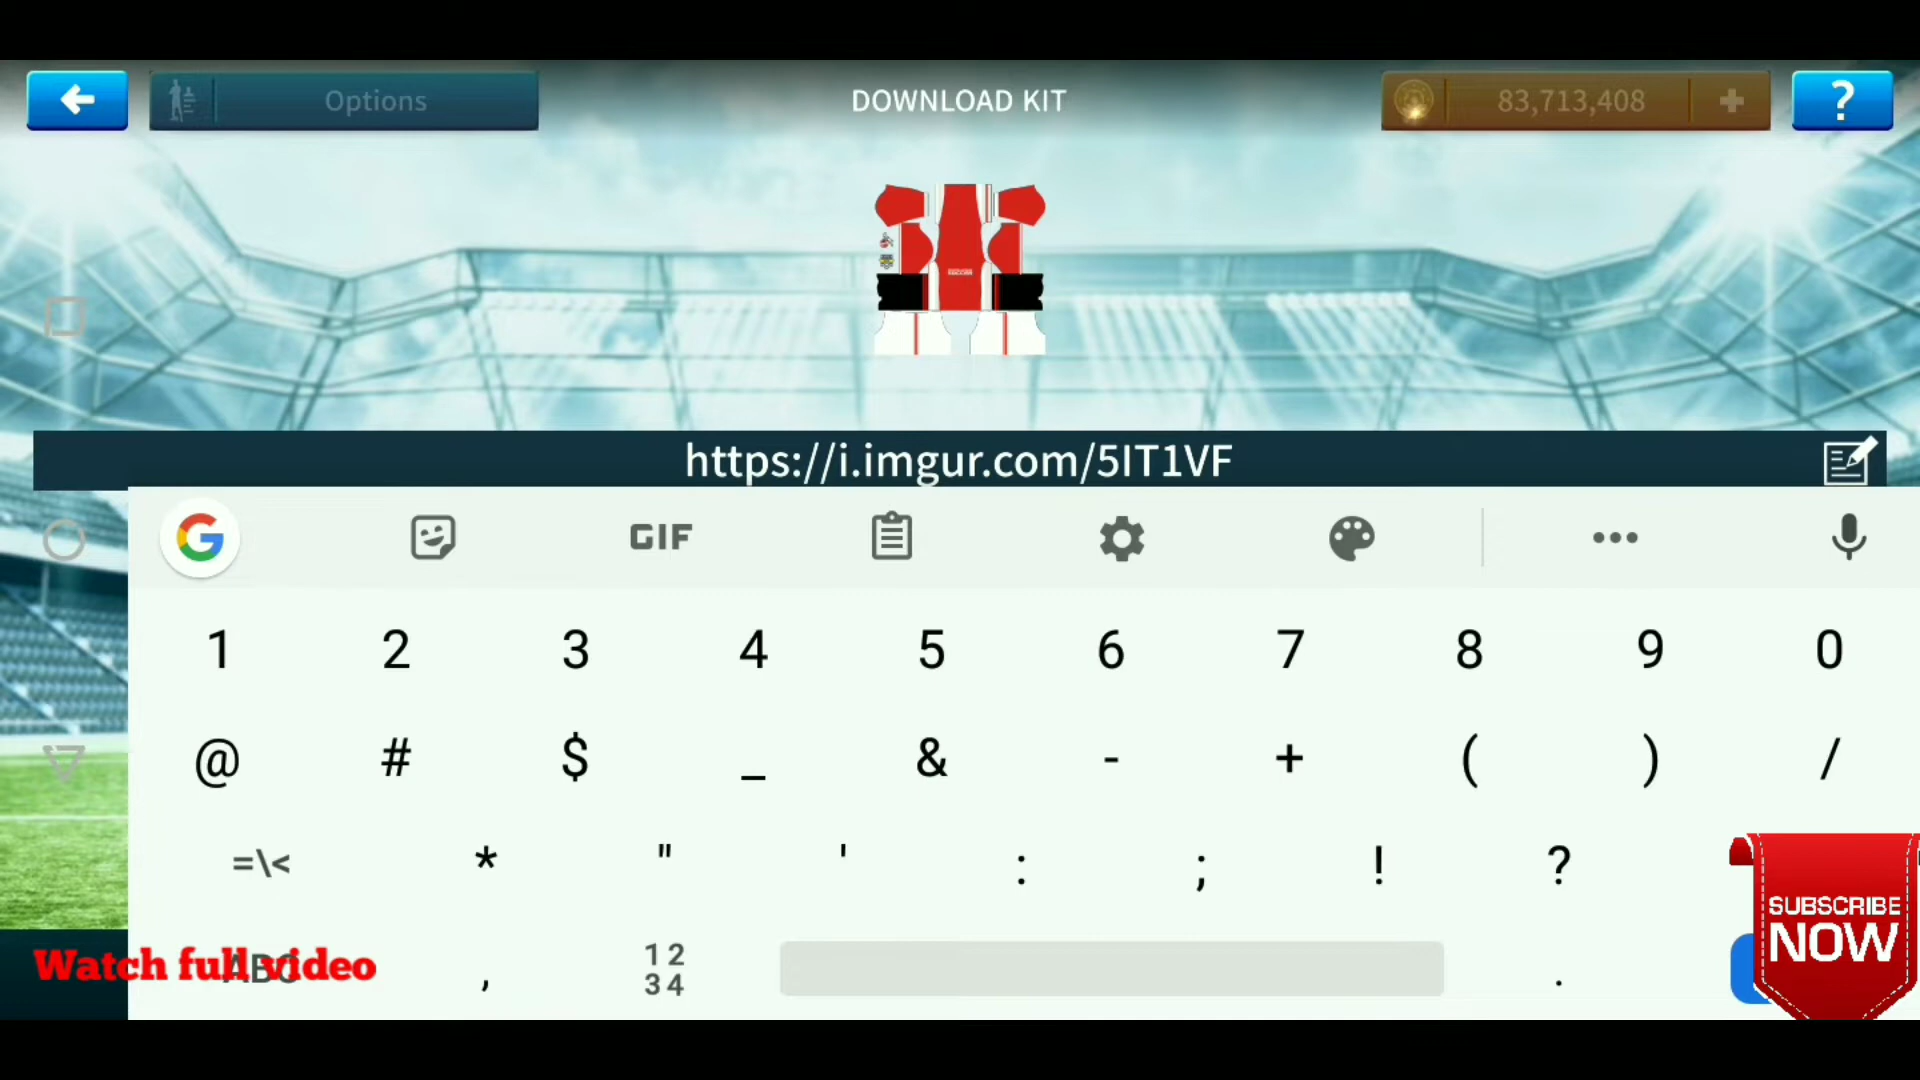 Options
DOWNLOAD KIT
83,713,408
+
?
https://i.imgur.com/5IT1VF
G
GIF
1 2 3 4 5 6 7 8 9 0
@ # $ _ & - + ( ) /
=\< * " ' : ; ! ?
ABC , 12 34 .
Watch full video
SUBSCRIBE
NOW